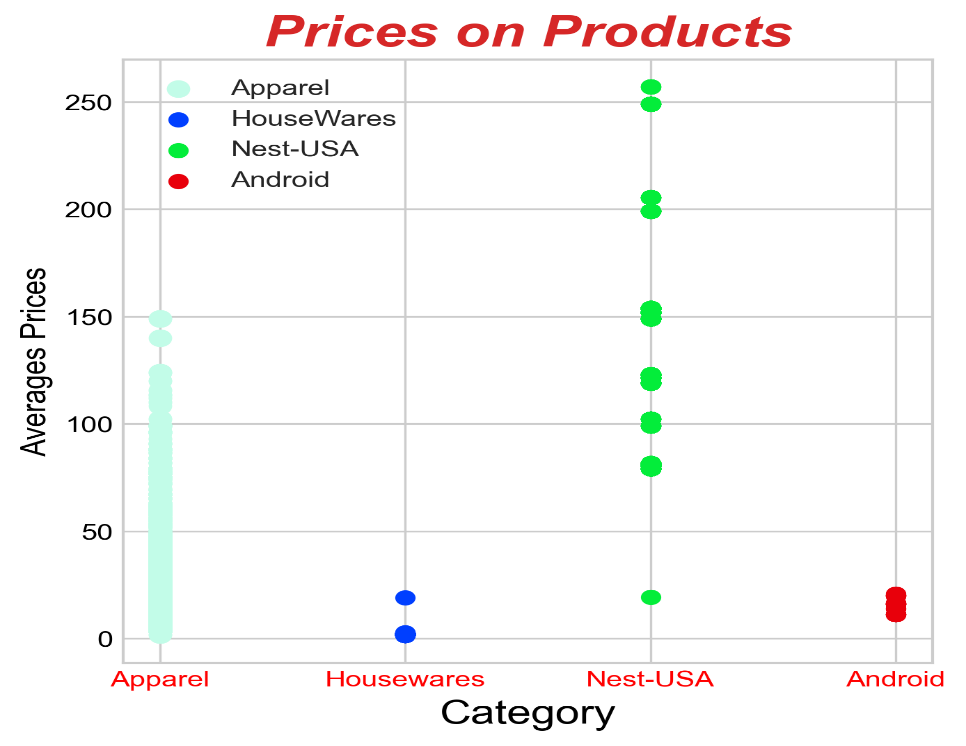 Prices on Products
Apparel
HouseWares
Nest-USA
Android
250
200
150
100
50
0
Averages Prices
Apparel Housewares Nest-USA Android
Category